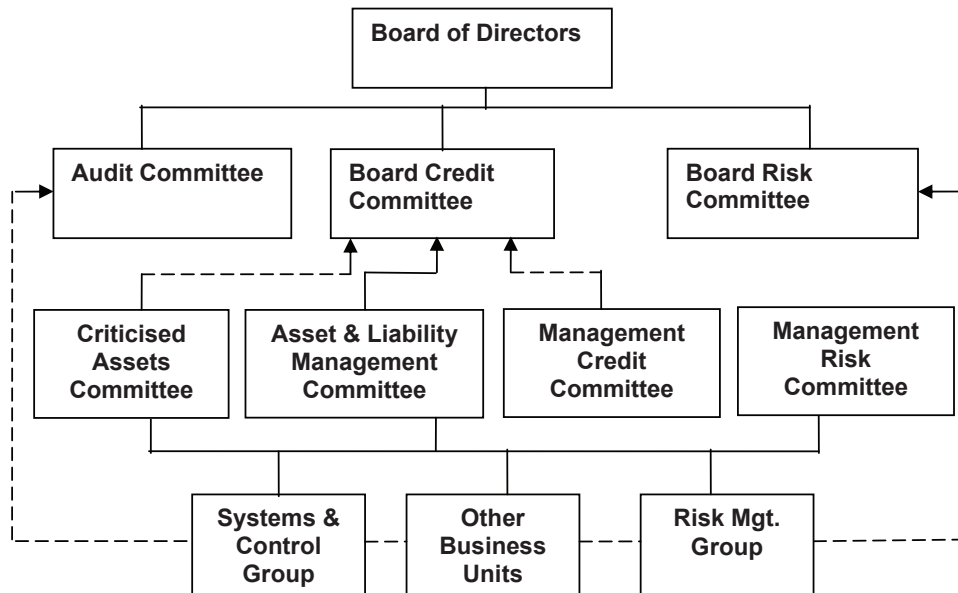 Board of Directors
Audit Committee
Board Credit
Committee
Board Risk
Committee
Criticised
Assets
Committee
Asset & Liability
Management
Committee
Management
Credit
Committee
Management
Risk
Committee
Systems &
Control
Group
Other
Business
Units
Risk Mgt.
Group